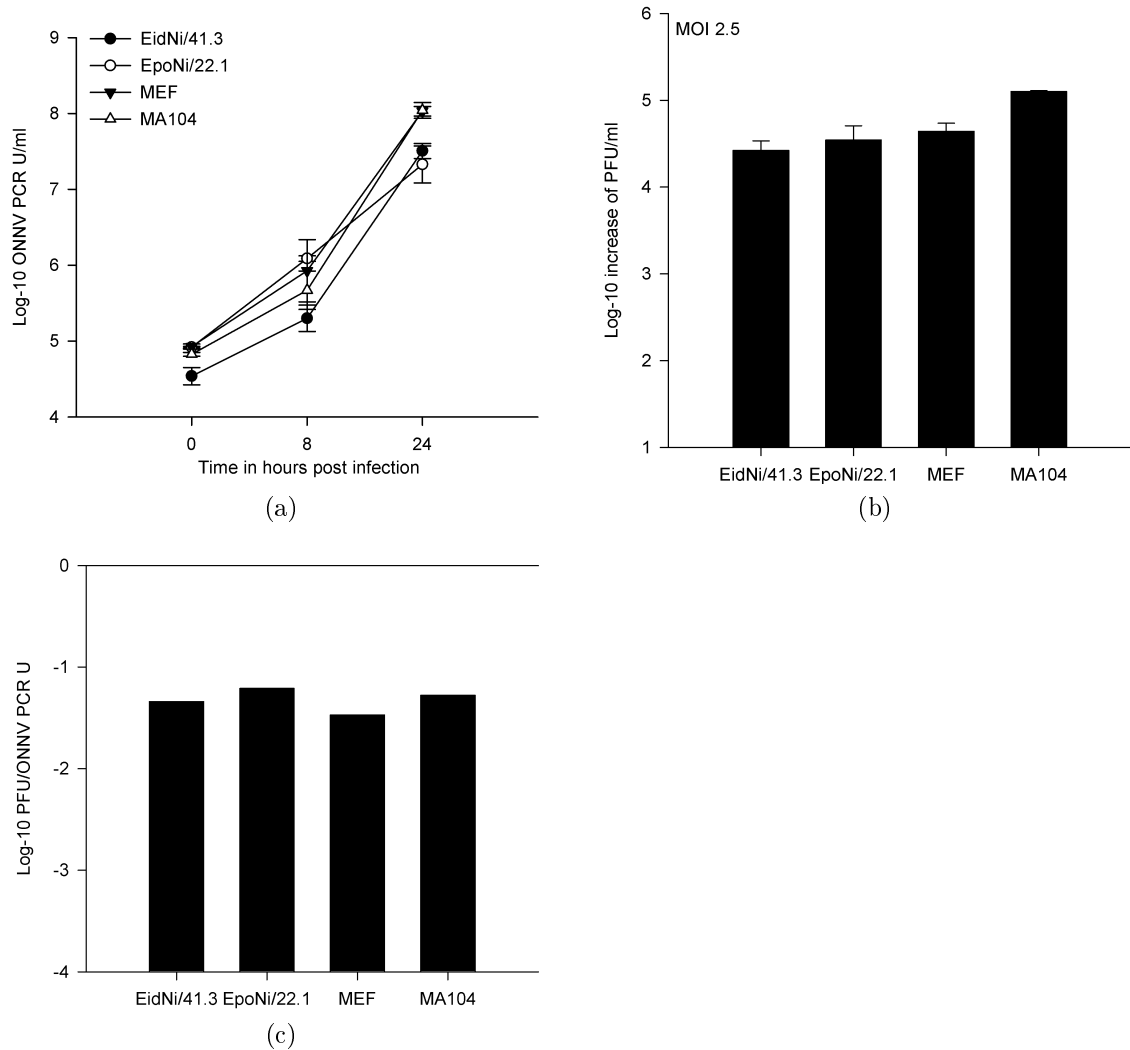 9
8
7
6
5
4
Log-10 ONNV PCR U/ml
EidNi/41.3
EpoNi/22.1
MEF
MA104
0 8 24
Time in hours post infection
(a)
6
5
4
3
2
1
Log-10 increase of PFU/ml
MOI 2.5
EidNi/41.3 EpoNi/22.1 MEF MA104
(b)
0
-1
-2
-3
-4
Log-10 PFU/ONNV PCR U
EidNi/41.3 EpoNi/22.1 MEF MA104
(c)